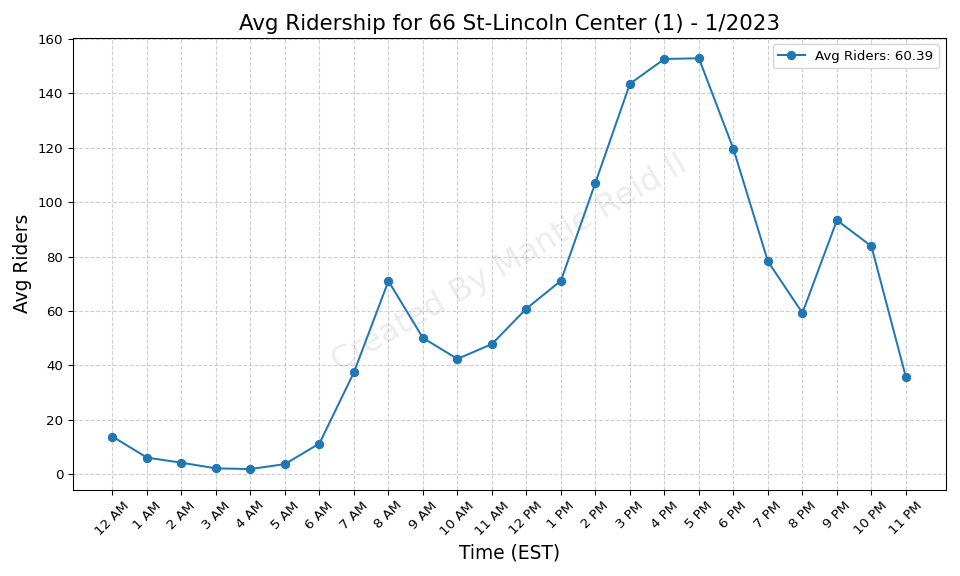 Avg Ridership for 66 St-Lincoln Center (1) - 1/2023
Avg Riders: 60.39
160
140
120
100
80
60
40
20
0
Avg Riders
Created By Mantic Reid II
12 AM
1 AM
2 AM
3 AM
4 AM
5 AM
6 AM
7 AM
8 AM
9 AM
10 AM
11 AM
12 PM
1 PM
2 PM
3 PM
4 PM
5 PM
6 PM
7 PM
8 PM
9 PM
10 PM
11 PM
Time (EST)